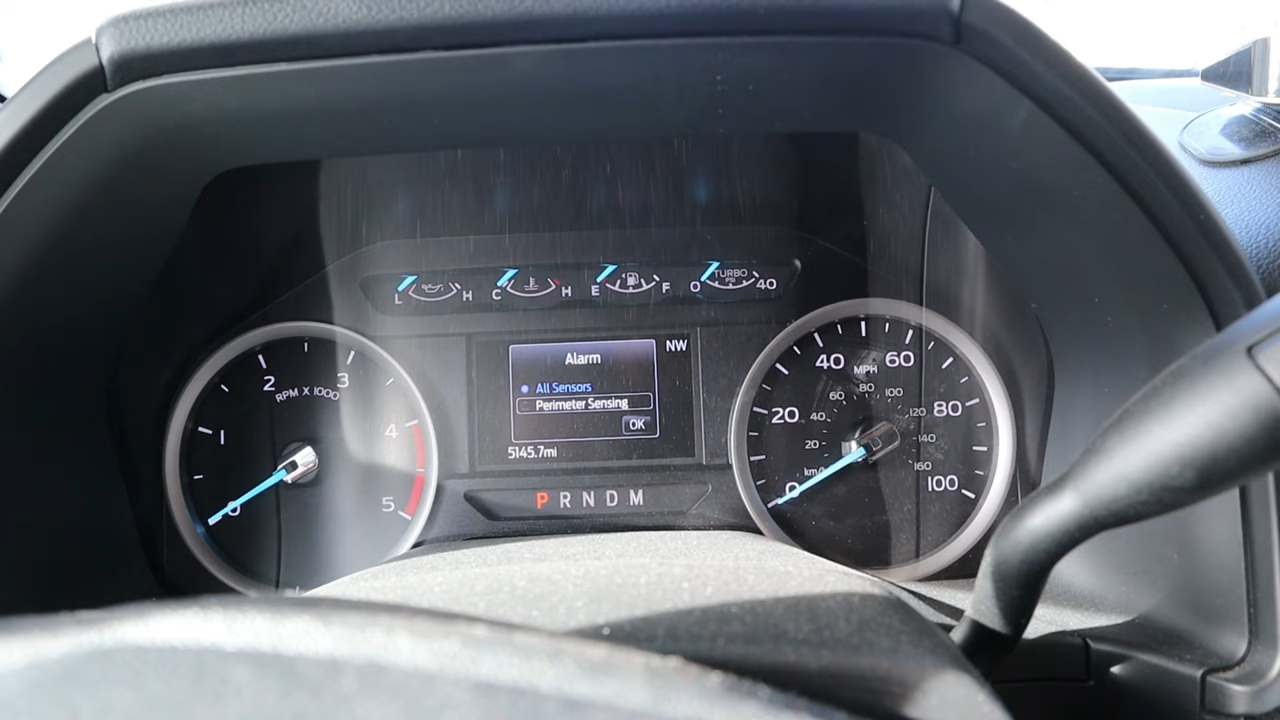 L H C H E F 0 TURBO PSI 40
NW
Alarm
All Sensors
Perimeter Sensing
OK
5145.7mi
P R N D M
0 1 2 3 4 5
RPM X 1000
0 20 40 60 80 100
MPH
20 40 60 80 100 120 140 160